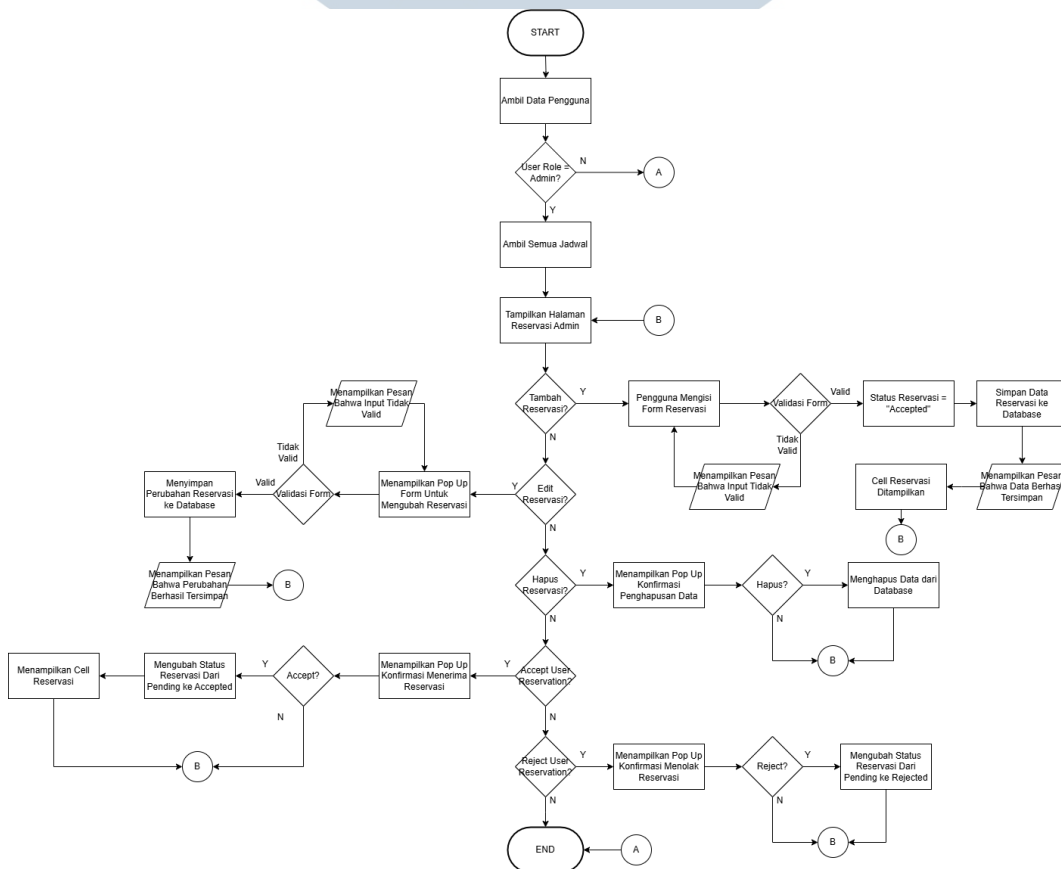 START
Ambil Data Pengguna
User Role =
Admin?
N
A
Y
Ambil Semua Jadwal
Tampilkan Halaman
Reservasi Admin
B
Tambah
Reservasi?
Y
N
Pengguna Mengisi
Form Reservasi
Validasi Form
Valid
Tidak
Valid
Status Reservasi =
"Accepted"
Simpan Data
Reservasi ke
Database
Menampilkan Pesan
Bahwa Input Tidak
Valid
Menampilkan Pesan
Bahwa Data Berhasi
Tersimpan
Cell Reservasi
Ditampilkan
B
Edit
Reservasi?
Y
N
Menampilkan Pop Up
Form Untuk
Mengubah Reservasi
Validasi Form
Tidak
Valid
Menampilkan Pesan
Bahwa Input Tidak
Valid
Valid
Menyimpan
Perubahan Reservasi
ke Database
Menampilkan Pesan
Bahwa Perubahan
Berhasil Tersimpan
B
Hapus
Reservasi?
Y
N
Menampilkan Pop Up
Konfirmasi
Penghapusan Data
Hapus?
Y
N
Menghapus Data dari
Database
B
Accept User
Reservation?
Y
N
Menampilkan Pop Up
Konfirmasi Menerima
Reservasi
Accept?
Y
N
Mengubah Status
Reservasi Dari
Pending ke Accepted
Menampilkan Cell
Reservasi
B
Reject User
Reservation?
Y
N
Menampilkan Pop Up
Konfirmasi Menolak
Reservasi
Reject?
Y
N
Mengubah Status
Reservasi Dari
Pending ke Rejected
B
END
A